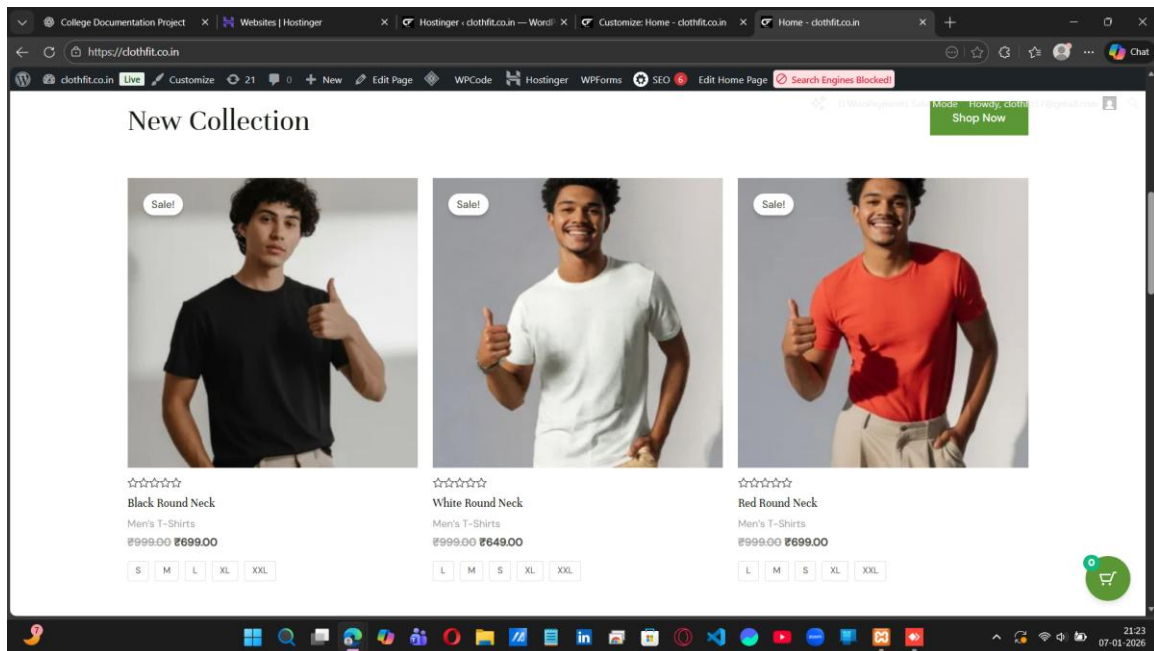 College Documentation Project
Websites | Hostinger
Hostinger ‹ clothfit.co.in — WordP
Customize: Home - clothfit.co.in
Home - clothfit.co.in
https://clothfit.co.in
Chat
clothfit.co.in Live Customize 21 0 New Edit Page WPCode Hostinger WPForms SEO 6 Edit Home Page Search Engines Blocked!
Mode Howdy,
New Collection
Shop Now
Sale!
Sale!
Sale!
Black Round Neck
White Round Neck
Red Round Neck
Men's T-Shirts
Men's T-Shirts
Men's T-Shirts
₹999.00 ₹699.00
₹999.00 ₹649.00
₹999.00 ₹699.00
S M L XL XXL
L M S XL XXL
L M S XL XXL
0
7
21:23
07-01-2026